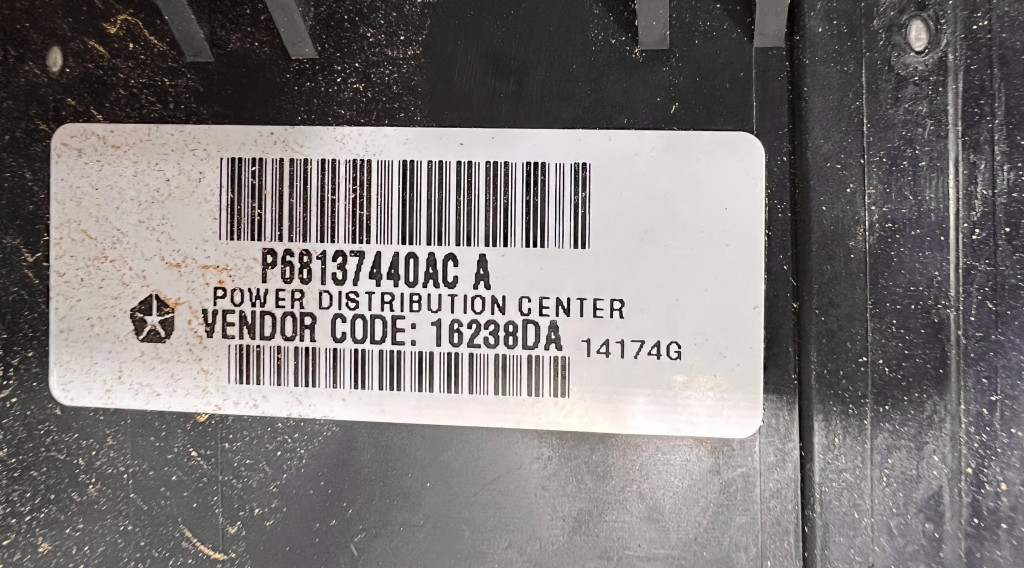 P68137440AC A
POWER DISTRIBUTION CENTER
VENDOR CODE: 16238DA 14174G